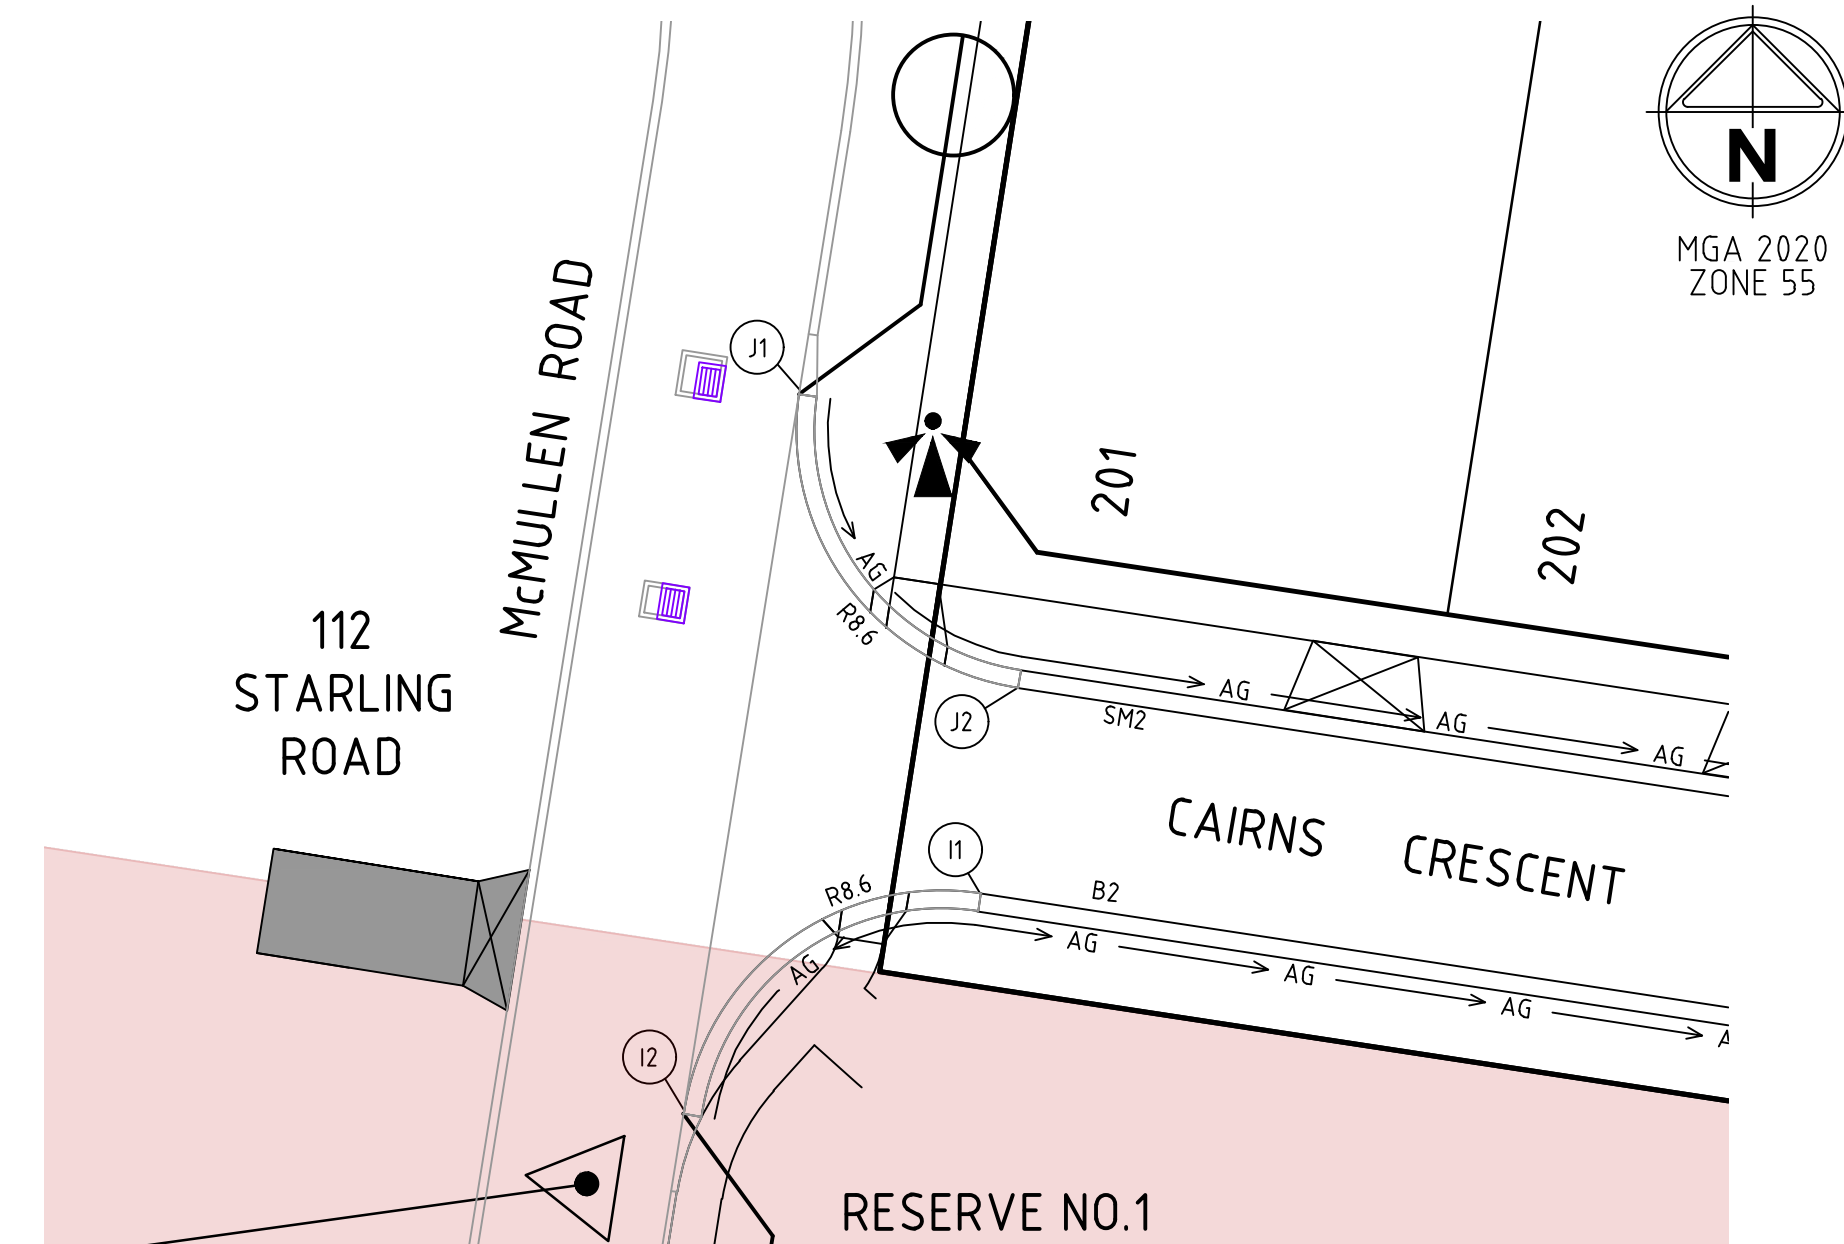 N
MGA 2020
ZONE 55
McMULLEN ROAD
J1
201
202
AG
R8.6
112
STARLING
ROAD
J2
SM2
AG
AG
AG
CAIRNS CRESCENT
I1
R8.6
B2
AG
AG
AG
AG
I2
RESERVE NO.1